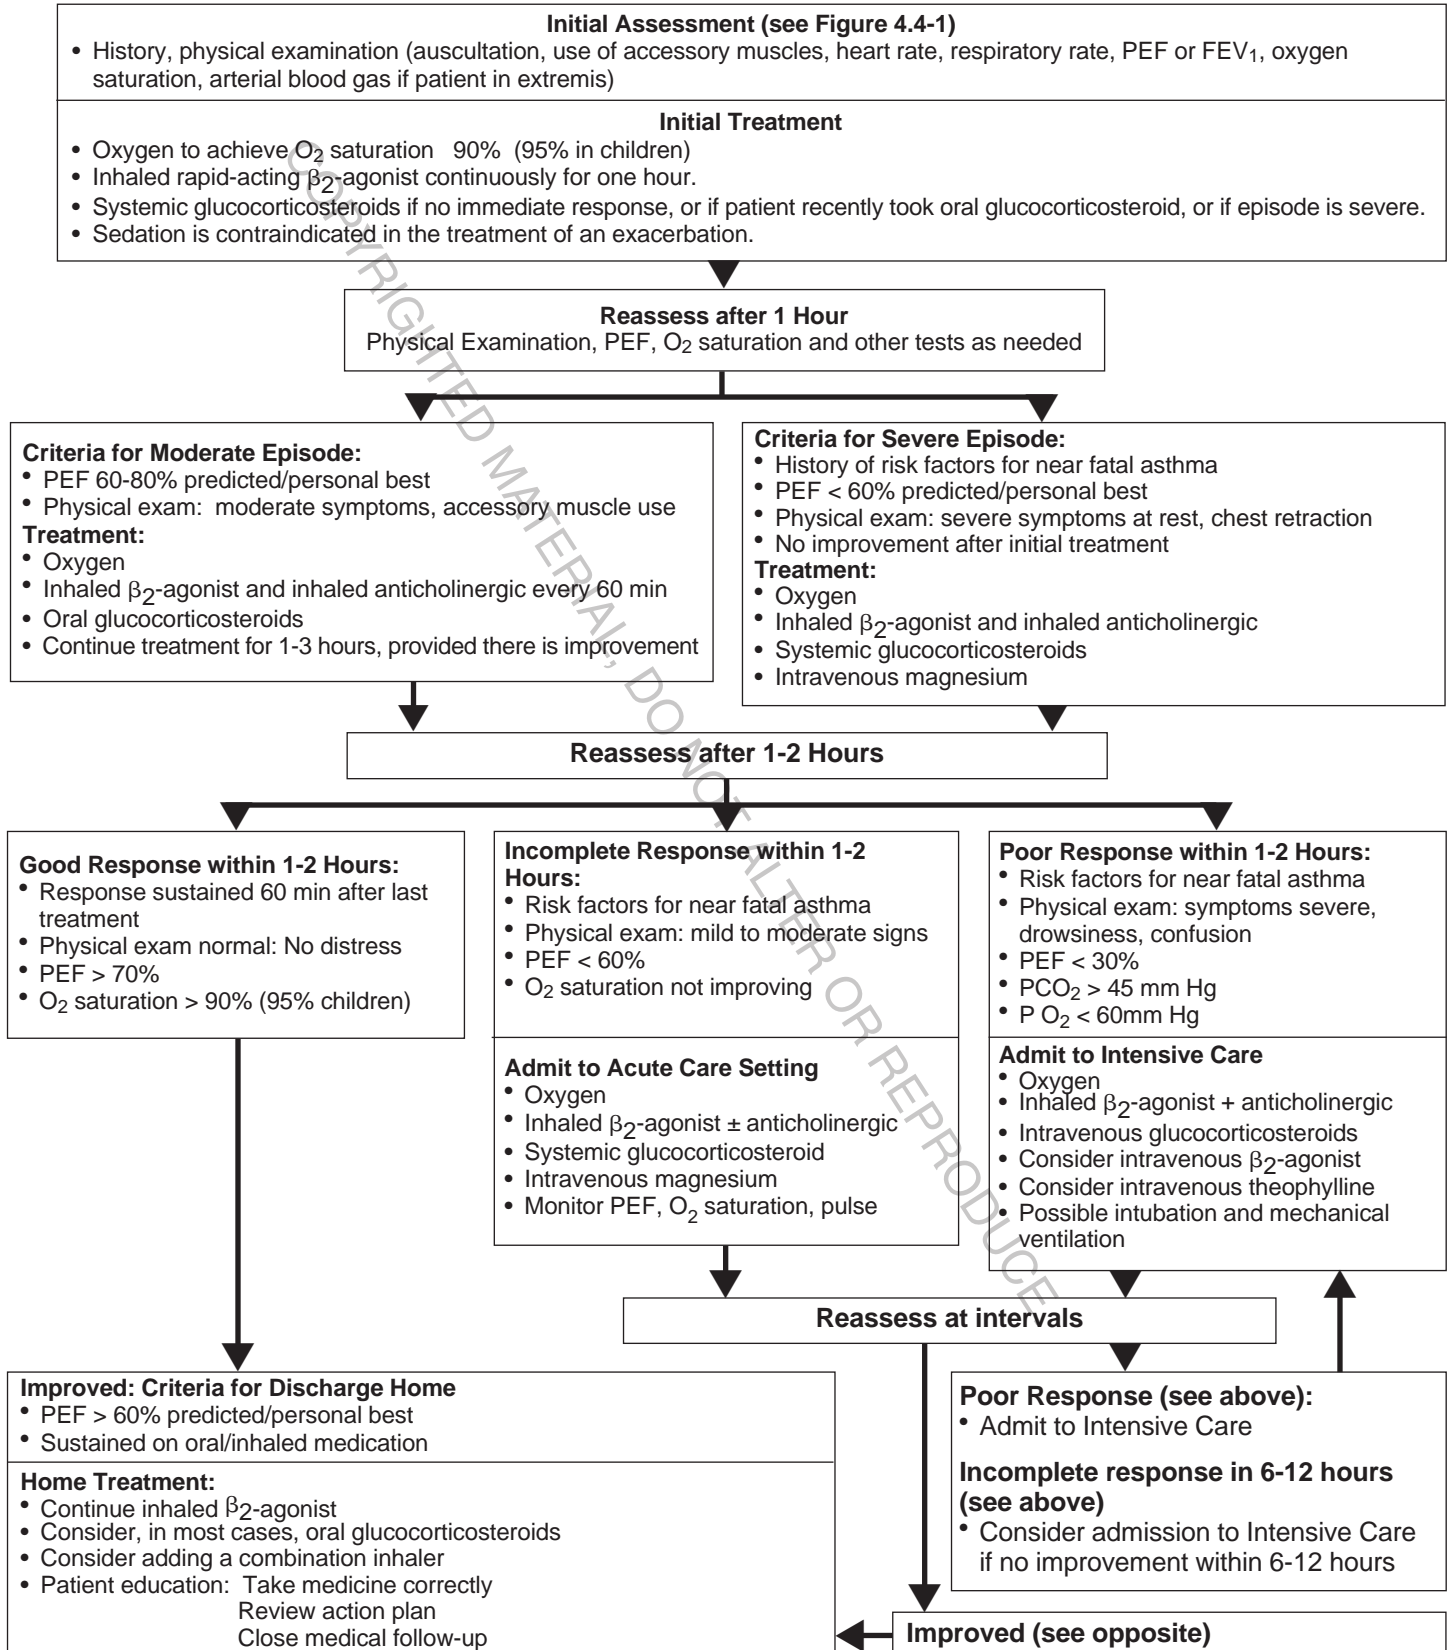 Initial Assessment (see Figure 4.4-1)
• History, physical examination (auscultation, use of accessory muscles, heart rate, respiratory rate, PEF or FEV1, oxygen
saturation, arterial blood gas if patient in extremis)
Initial Treatment
• Oxygen to achieve O2 saturation 90% (95% in children)
• Inhaled rapid-acting β2-agonist continuously for one hour.
• Systemic glucocorticosteroids if no immediate response, or if patient recently took oral glucocorticosteroid, or if episode is severe.
• Sedation is contraindicated in the treatment of an exacerbation.
Reassess after 1 Hour
Physical Examination, PEF, O2 saturation and other tests as needed
Criteria for Moderate Episode:
• PEF 60-80% predicted/personal best
• Physical exam: moderate symptoms, accessory muscle use
Treatment:
• Oxygen
• Inhaled β2-agonist and inhaled anticholinergic every 60 min
• Oral glucocorticosteroids
• Continue treatment for 1-3 hours, provided there is improvement
Criteria for Severe Episode:
• History of risk factors for near fatal asthma
• PEF < 60% predicted/personal best
• Physical exam: severe symptoms at rest, chest retraction
• No improvement after initial treatment
Treatment:
• Oxygen
• Inhaled β2-agonist and inhaled anticholinergic
• Systemic glucocorticosteroids
• Intravenous magnesium
Reassess after 1-2 Hours
Good Response within 1-2 Hours:
• Response sustained 60 min after last
treatment
• Physical exam normal: No distress
• PEF > 70%
• O2 saturation > 90% (95% children)
Incomplete Response within 1-2
Hours:
• Risk factors for near fatal asthma
• Physical exam: mild to moderate signs
• PEF < 60%
• O2 saturation not improving
Admit to Acute Care Setting
• Oxygen
• Inhaled β2-agonist ± anticholinergic
• Systemic glucocorticosteroid
• Intravenous magnesium
• Monitor PEF, O2 saturation, pulse
Poor Response within 1-2 Hours:
• Risk factors for near fatal asthma
• Physical exam: symptoms severe,
drowsiness, confusion
• PEF < 30%
• PCO2 > 45 mm Hg
• P O2 < 60mm Hg
Admit to Intensive Care
• Oxygen
• Inhaled β2-agonist + anticholinergic
• Intravenous glucocorticosteroids
• Consider intravenous β2-agonist
• Consider intravenous theophylline
• Possible intubation and mechanical
ventilation
Reassess at intervals
Improved: Criteria for Discharge Home
• PEF > 60% predicted/personal best
• Sustained on oral/inhaled medication
Home Treatment:
• Continue inhaled β2-agonist
• Consider, in most cases, oral glucocorticosteroids
• Consider adding a combination inhaler
• Patient education: Take medicine correctly
Review action plan
Close medical follow-up
Poor Response (see above):
• Admit to Intensive Care
Incomplete response in 6-12 hours
(see above)
• Consider admission to Intensive Care
if no improvement within 6-12 hours
Improved (see opposite)
COPYRIGHTED MATERIAL, DO NOT ALTER OR REPRODUCE